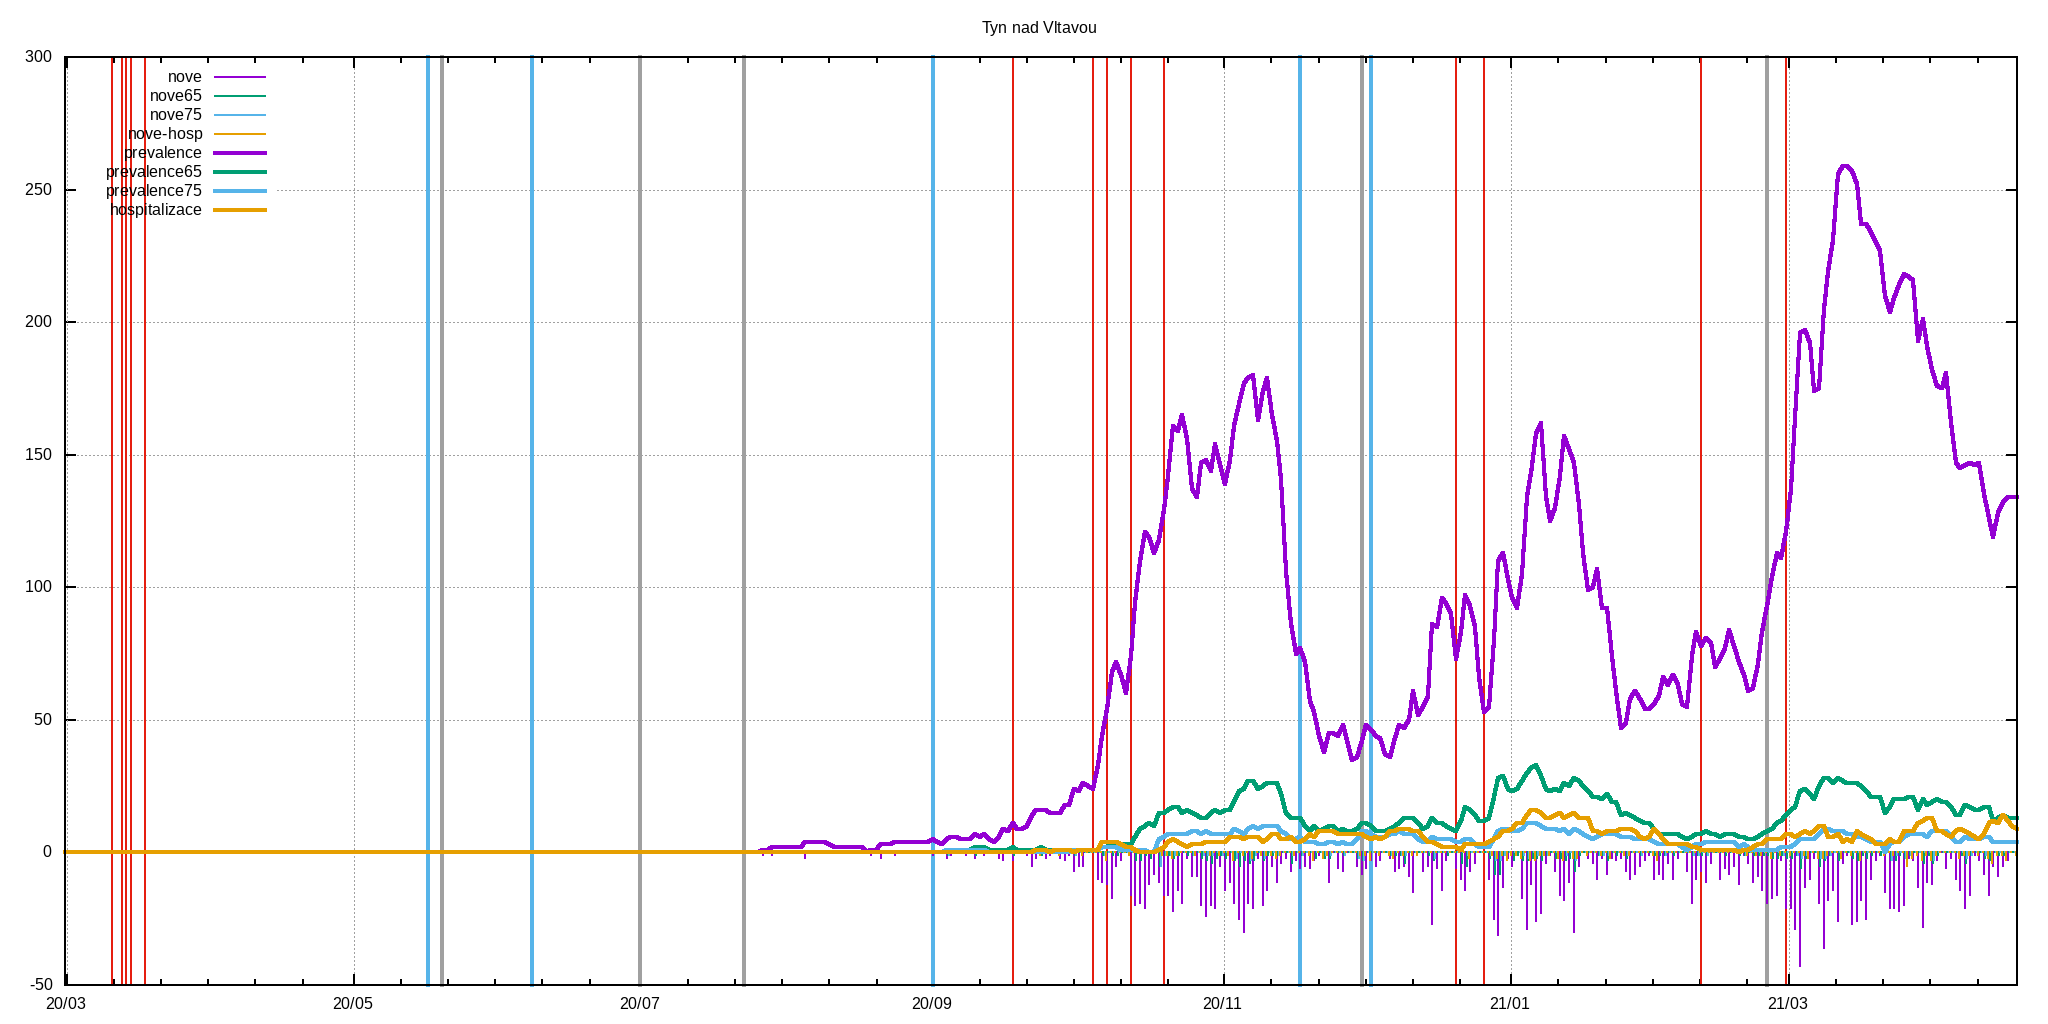 Tyn nad Vltavou
300
250
200
150
100
50
0
-50
nove
nove65
nove75
nove-hosp
prevalence
prevalence65
prevalence75
hospitalizace
20/03
20/05
20/07
20/09
20/11
21/01
21/03